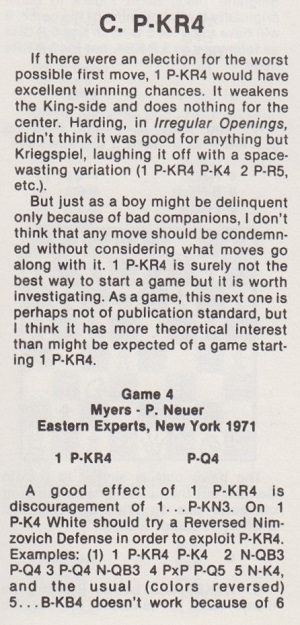 C. P-KR4
If there were an election for the worst
possible first move, 1 P-KR4 would have
excellent winning chances. It weakens
the King-side and does nothing for the
center. Harding, in Irregular Openings,
didn't think it was good for anything but
Kriegspiel, laughing it off with a space-
wasting variation (1 P-KR4 P-K4 2 P-R5,
etc.).
But just as a boy might be delinquent
only because of bad companions, I don't
think that any move should be condemn-
ed without considering what moves go
along with it. 1 P-KR4 is surely not the
best way to start a game but it is worth
investigating. As a game, this next one is
perhaps not of publication standard, but
I think it has more theoretical interest
than might be expected of a game start-
ing 1 P-KR4.
Game 4
Myers - P. Neuer
Eastern Experts, New York 1971
1 P-KR4 P-Q4
A good effect of 1 P-KR4 is
discouragement of 1...P-KN3. On 1
P-K4 White should try a Reversed Nim-
zovich Defense in order to exploit P-KR4.
Examples: (1) 1 P-KR4 P-K4 2 N-QB3
P-Q4 3 P-Q4 N-QB3 4 PxP P-Q5 5 N-K4,
and the usual (colors reversed)
5...B-KB4 doesn't work because of 6